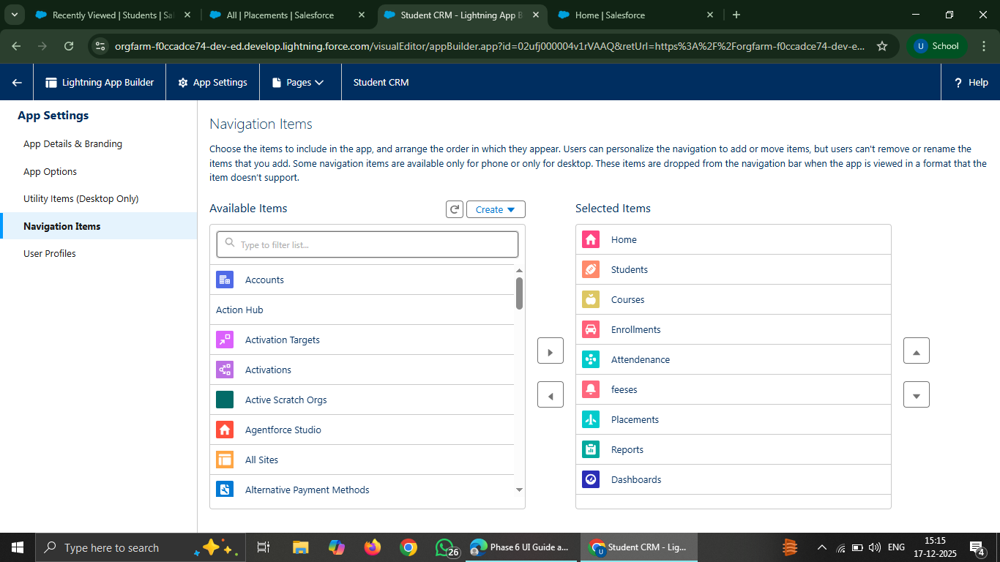 Recently Viewed | Students | Sa
All | Placements | Salesforce
Student CRM - Lightning App B
Home | Salesforce
orgfarm-f0ccadce74-dev-ed.develop.lightning.force.com/visualEditor/appBuilder.app?id=02ufj000004v1rVAAQ&retUrl=https%3A%2F%2Forgfarm-f0ccadce74-dev-e...
U School
Lightning App Builder
App Settings
Pages
Student CRM
? Help
App Settings
App Details & Branding
App Options
Utility Items (Desktop Only)
Navigation Items
User Profiles
Navigation Items
Choose the items to include in the app, and arrange the order in which they appear. Users can personalize the navigation to add or move items, but users can't remove or rename the
items that you add. Some navigation items are available only for phone or only for desktop. These items are dropped from the navigation bar when the app is viewed in a format that the
item doesn't support.
Available Items
Create
Type to filter list...
Accounts
Action Hub
Activation Targets
Activations
Active Scratch Orgs
Agentforce Studio
All Sites
Alternative Payment Methods
Selected Items
Home
Students
Courses
Enrollments
Attendenance
feeses
Placements
Reports
Dashboards
Type here to search
26
Phase 6 UI Guide a...
U
Student CRM - Lig...
ENG
15:15
17-12-2025
4